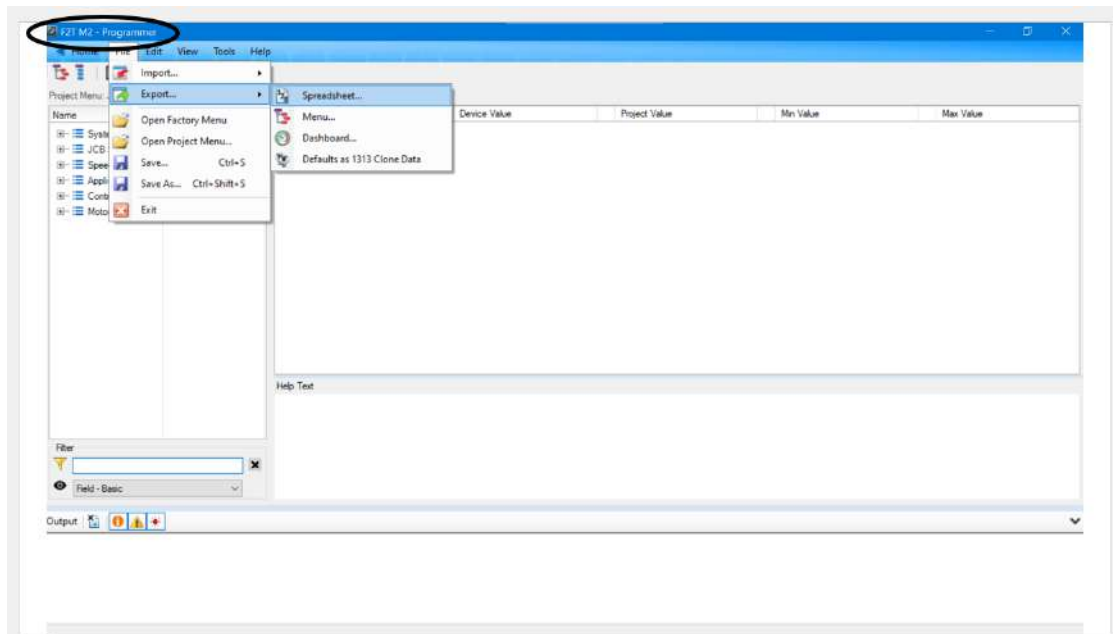 F2T M2 - Programmer
Home File Edit View Tools Help
Import...
Project Menu:
Export...
Spreadsheet...
Name
Device Value
Project Value
Min Value
Max Value
Open Factory Menu
Menu...
Open Project Menu...
Dashboard...
JCB
Save... Ctrl+S
Defaults as 1313 Clone Data
Save As... Ctrl+Shift+S
Exit
Help Text
Filter
Field - Basic
Output